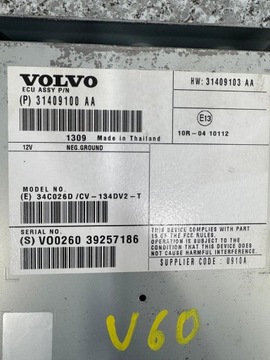 VOLVO
ECU ASSY P/N
(P) 31409100 AA
HW: 31409103 AA
E13
10R-04 10112
1309 Made in Thailand
12V NEG.GROUND
MODEL NO.
(E) 34C026D /CV-134DV2-T
SERIAL NO.
(S) VO0260 39257186
THIS DEVICE COMPLIES WITH PART 15
OF THE FCC RULES.
OPERATION IS SUBJECT TO THE CONDITION
THAT THIS DEVICE DOES NOT
CAUSE HARMFUL INTERFERENCE.
SUPPLIER CODE : U910A
V60